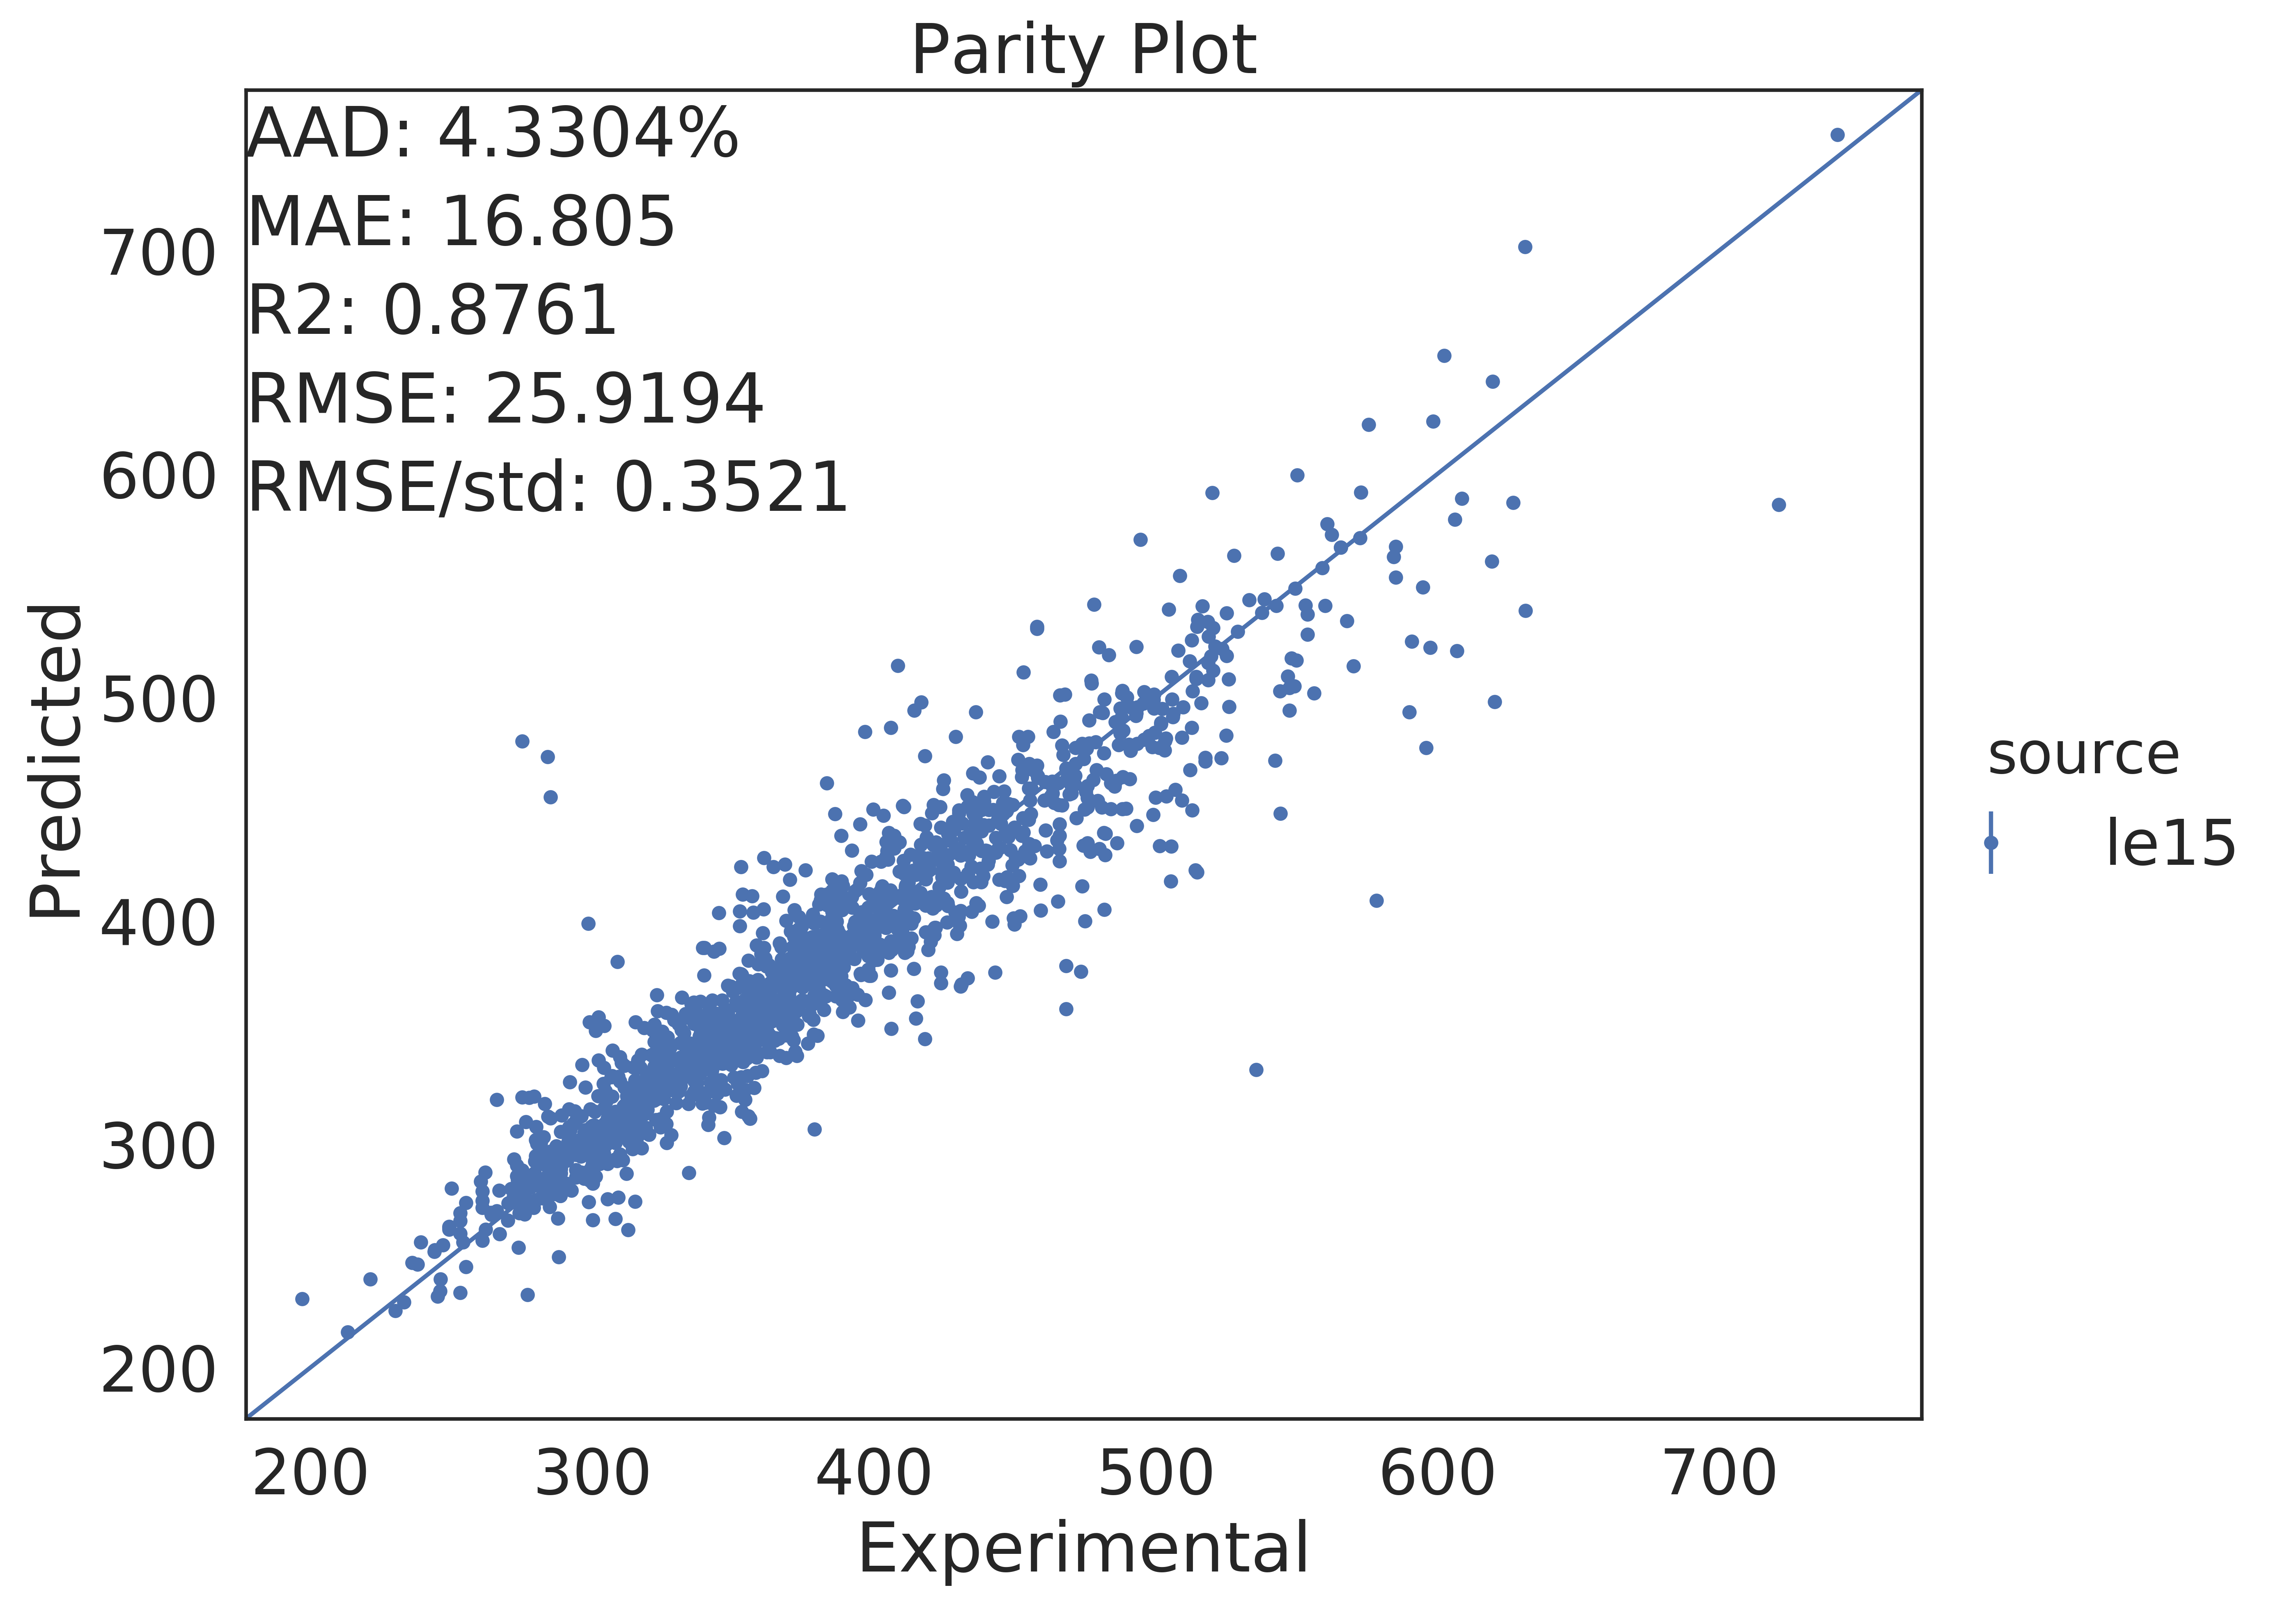 Parity Plot
AAD: 4.3304%
MAE: 16.805
R2: 0.8761
RMSE: 25.9194
RMSE/std: 0.3521
700
600
500
400
300
200
Predicted
200 300 400 500 600 700
Experimental
source
le15